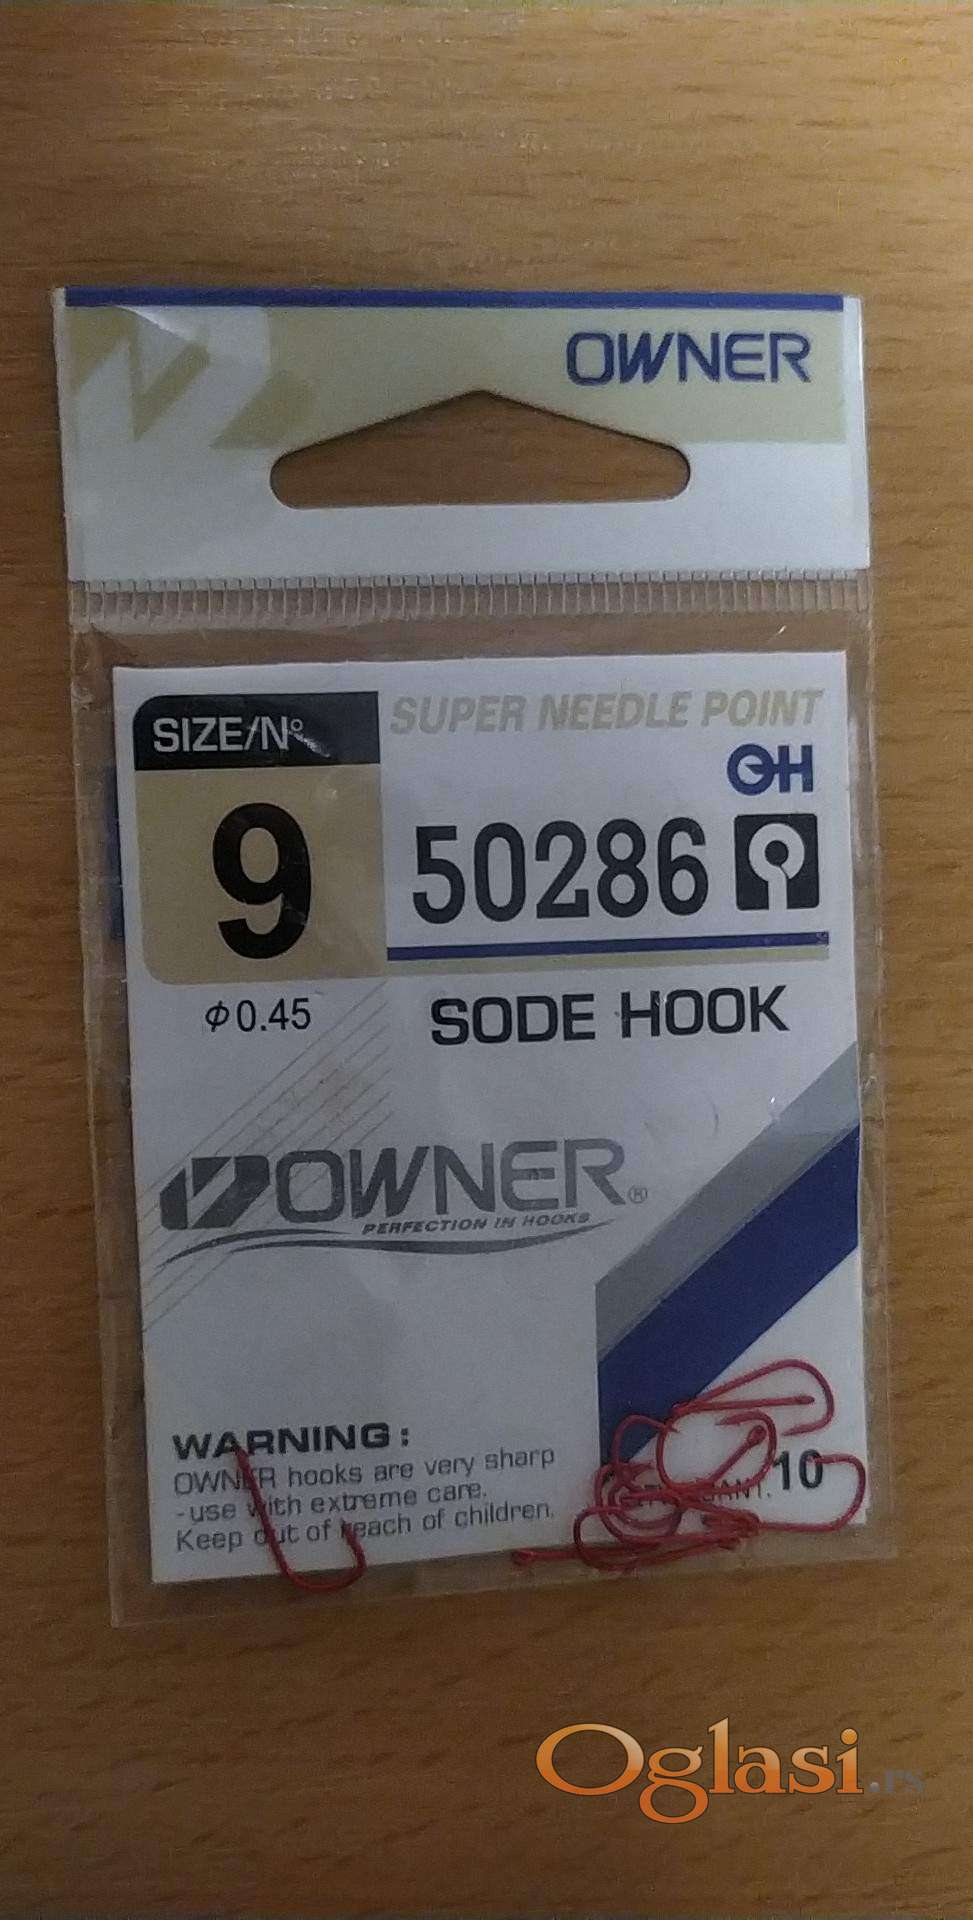 OWNER
SIZE/Nº
SUPER NEEDLE POINT
OH
9
50286
φ0.45
SODE HOOK
OWNER®
PERFECTION IN HOOKS
WARNING:
OWNER hooks are very sharp
-use with extreme care.
Keep out of reach of children.
10
Oglasi.rs